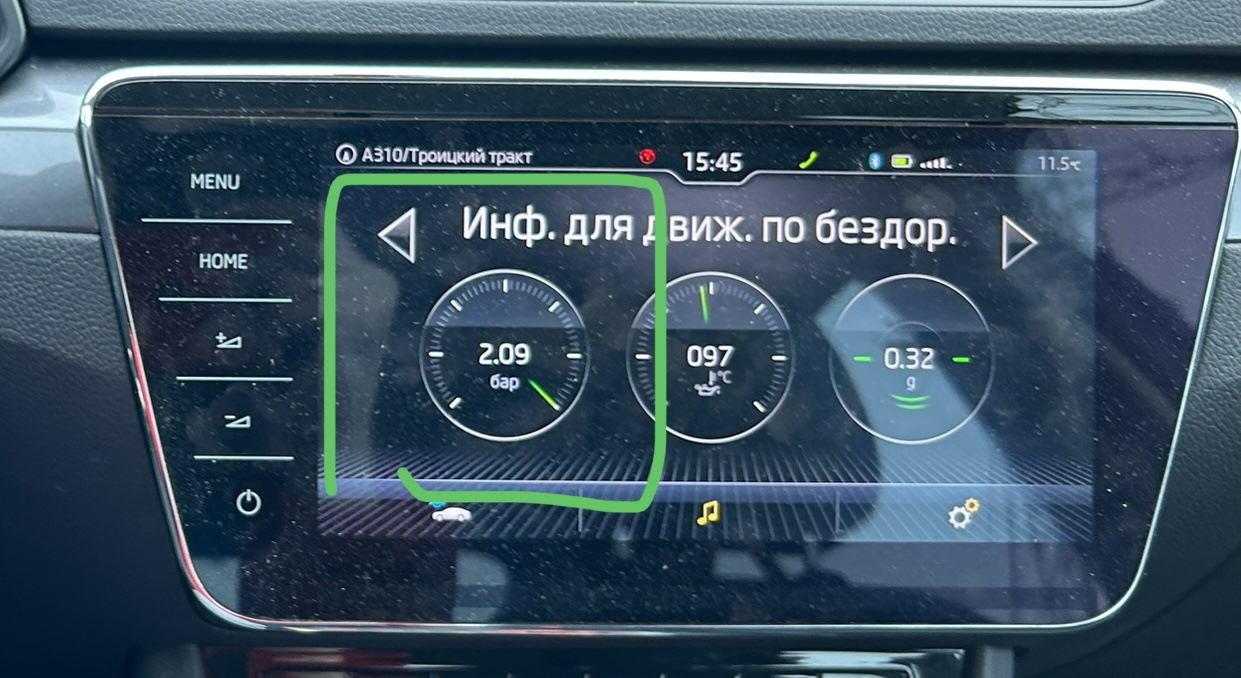 А310/Троицкий тракт
15:45
11.5°C
MENU
Инф. для движ. по бездор.
HOME
2.09
бар
097
°C
0.32
g